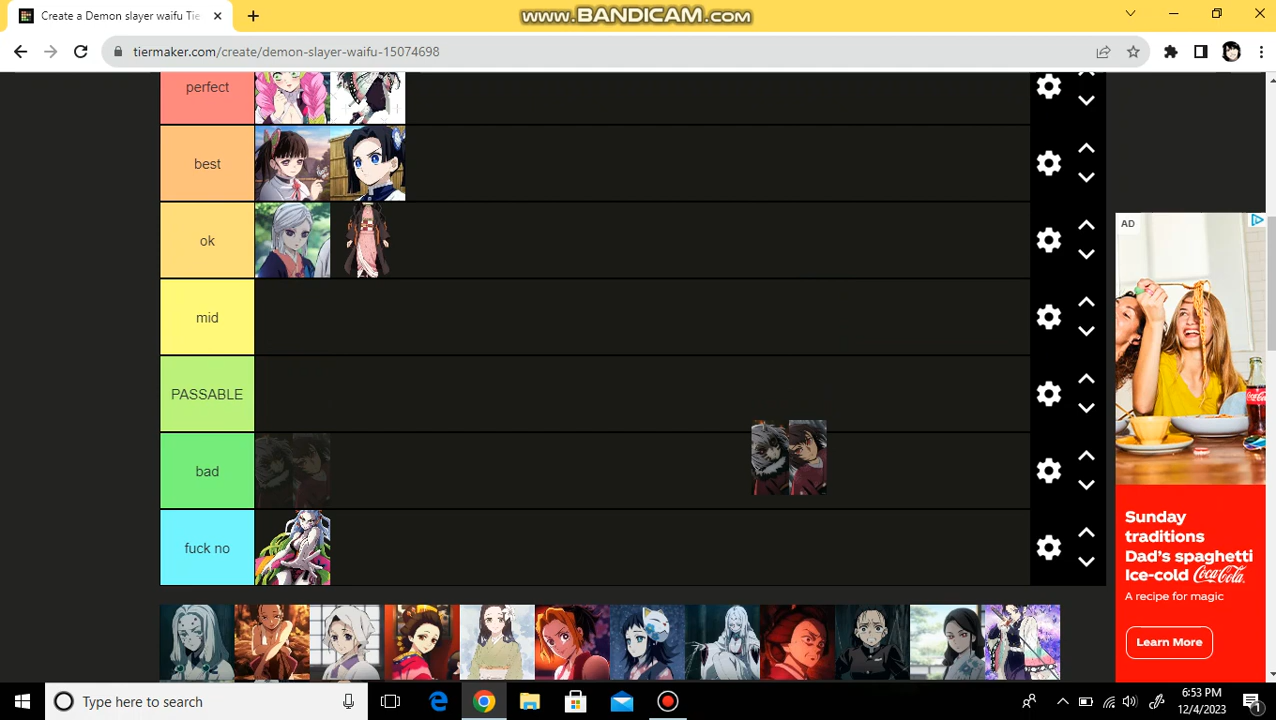 Create a Demon slayer waifu Tie
www.BANDICAM.com
tiermaker.com/create/demon-slayer-waifu-15074698
perfect
best
ok
mid
PASSABLE
bad
fuck no
AD
Sunday
traditions
Dad's spaghetti
Ice-cold Coca-Cola
A recipe for magic
Learn More
Type here to search
6:53 PM
12/4/2023
1